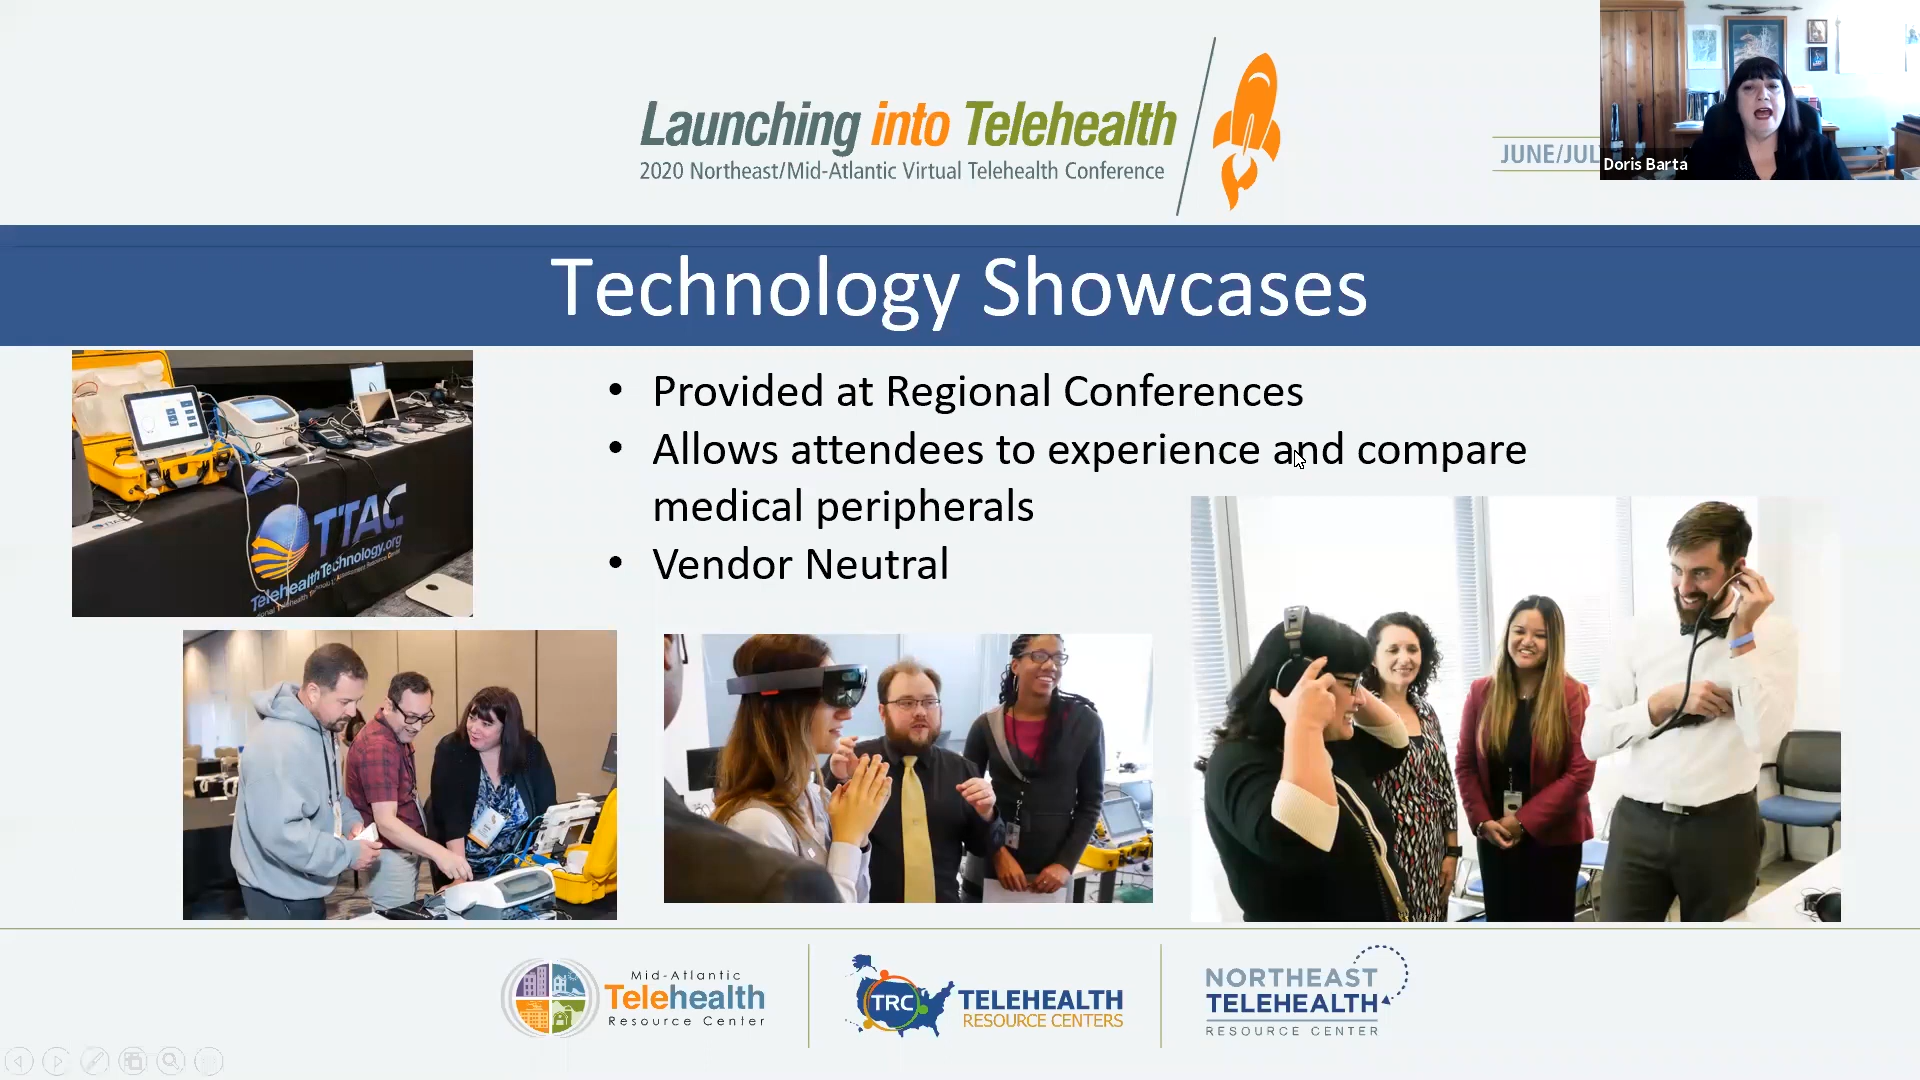 Launching into Telehealth
2020 Northeast/Mid-Atlantic Virtual Telehealth Conference
JUNE/JUL
Doris Barta
Technology Showcases
• Provided at Regional Conferences
• Allows attendees to experience and compare
medical peripherals
• Vendor Neutral
TTAC
TelehealthTechnology.org
Mid-Atlantic
Telehealth
Resource Center
TRC
TELEHEALTH
RESOURCE CENTERS
NORTHEAST
TELEHEALTH
RESOURCE CENTER